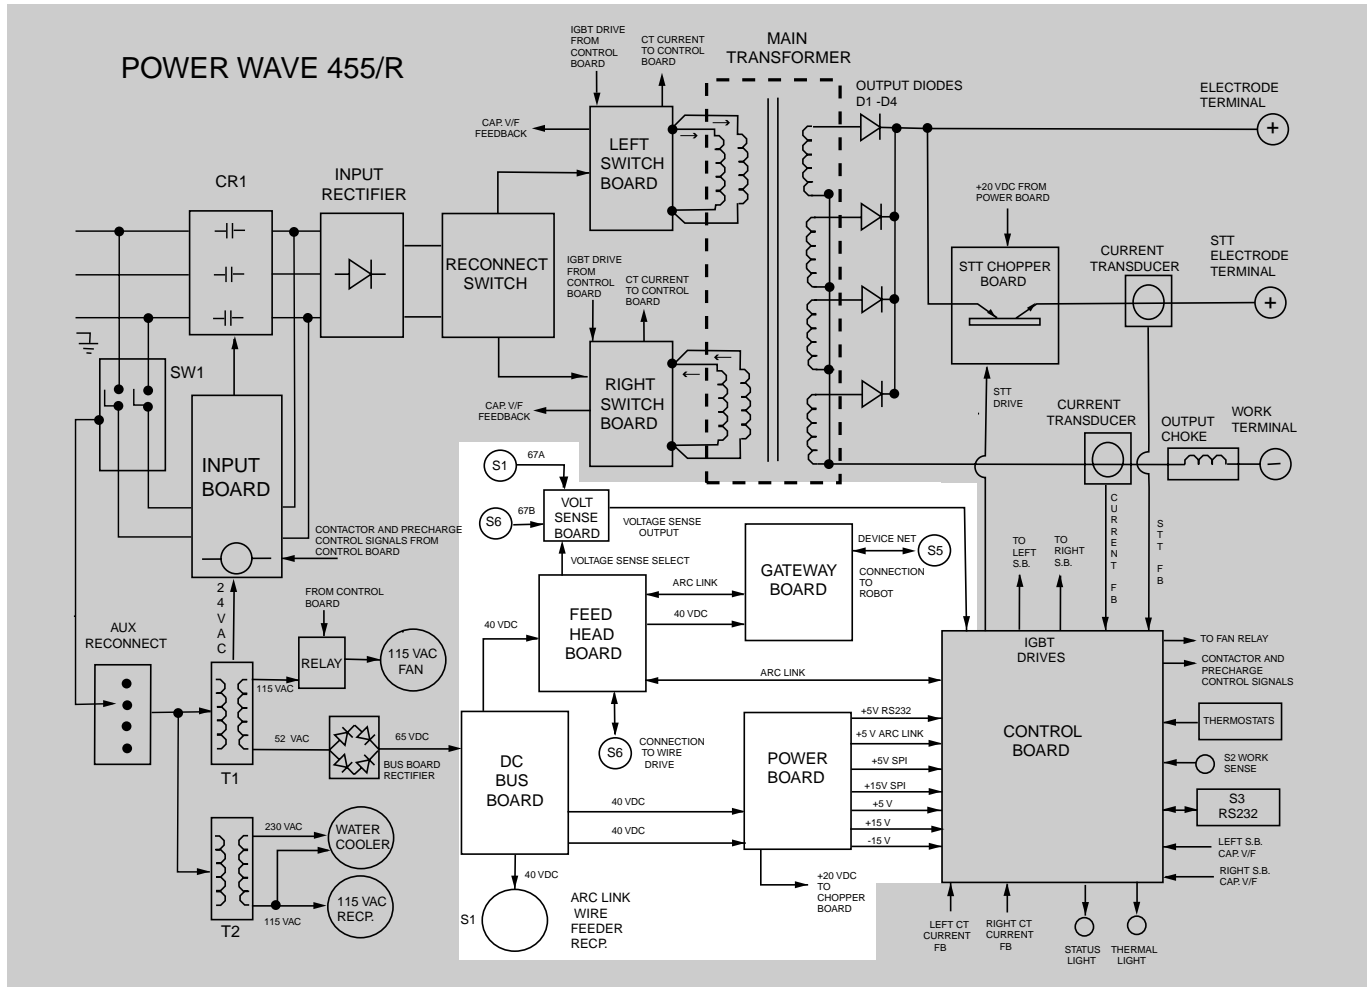 POWER WAVE 455/R
IGBT DRIVE
FROM
CONTROL
BOARD
CT CURRENT
TO CONTROL
BOARD
MAIN
TRANSFORMER
OUTPUT DIODES
D1 -D4
ELECTRODE
TERMINAL
+
CAP. V/F
FEEDBACK
LEFT
SWITCH
BOARD
CR1
INPUT
RECTIFIER
RECONNECT
SWITCH
+20 VDC FROM
POWER BOARD
STT CHOPPER
BOARD
CURRENT
TRANSDUCER
STT
ELECTRODE
TERMINAL
+
IGBT DRIVE
FROM
CONTROL
BOARD
CT CURRENT
TO CONTROL
BOARD
SW1
RIGHT
SWITCH
BOARD
CAP. V/F
FEEDBACK
STT
DRIVE
CURRENT
TRANSDUCER
OUTPUT
CHOKE
WORK
TERMINAL
–
INPUT
BOARD
CONTACTOR AND PRECHARGE
CONTROL SIGNALS FROM
CONTROL BOARD
S1
67A
S6
67B
VOLT
SENSE
BOARD
VOLTAGE SENSE
OUTPUT
VOLTAGE SENSE SELECT
GATEWAY
BOARD
DEVICE NET
S5
CONNECTION
TO
ROBOT
TO
LEFT
S.B.
TO
RIGHT
S.B.
CURRENT FB
STT FB
24VAC
FROM CONTROL
BOARD
AUX
RECONNECT
RELAY
115 VAC
FAN
115 VAC
40 VDC
FEED
HEAD
BOARD
ARC LINK
40 VDC
ARC LINK
IGBT
DRIVES
TO FAN RELAY
CONTACTOR AND
PRECHARGE
CONTROL SIGNALS
CONTROL
BOARD
THERMOSTATS
S2 WORK
SENSE
S3
RS232
LEFT S.B.
CAP. V/F
RIGHT S.B.
CAP. V/F
52 VAC
65 VDC
BUS BOARD
RECTIFIER
T1
DC
BUS
BOARD
S6
CONNECTION
TO WIRE
DRIVE
POWER
BOARD
+5V RS232
+5 V ARC LINK
+5V SPI
+15V SPI
+5 V
+15 V
-15 V
40 VDC
40 VDC
230 VAC
WATER
COOLER
115 VAC
RECP.
115 VAC
T2
40 VDC
S1
ARC LINK
WIRE
FEEDER
RECP.
+20 VDC
TO
CHOPPER
BOARD
LEFT CT
CURRENT
FB
RIGHT CT
CURRENT
FB
STATUS
LIGHT
THERMAL
LIGHT